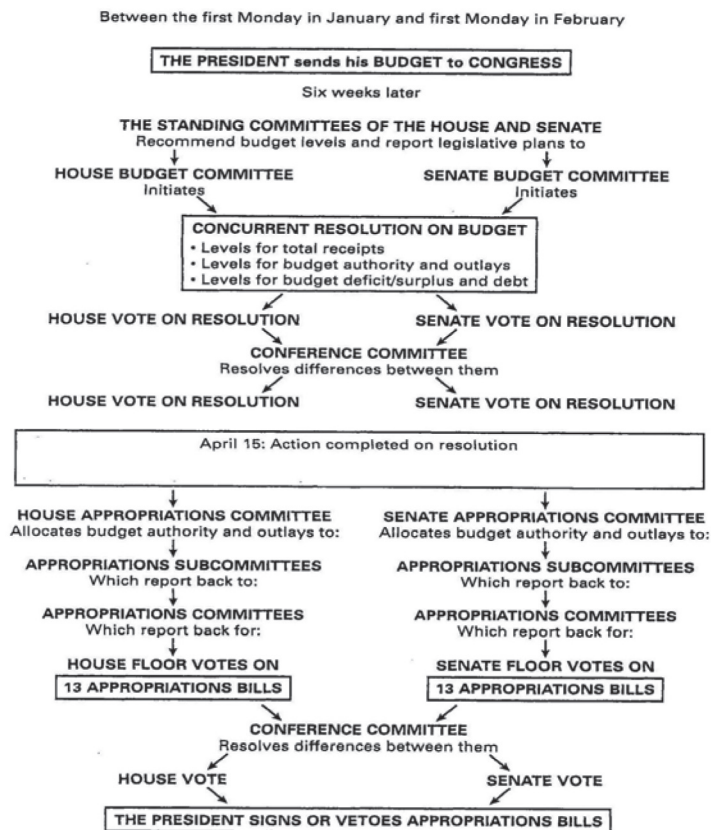 Between the first Monday in January and first Monday in February
THE PRESIDENT sends his BUDGET to CONGRESS
Six weeks later
THE STANDING COMMITTEES OF THE HOUSE AND SENATE
Recommend budget levels and report legislative plans to
HOUSE BUDGET COMMITTEE
Initiates
SENATE BUDGET COMMITTEE
Initiates
CONCURRENT RESOLUTION ON BUDGET
• Levels for total receipts
• Levels for budget authority and outlays
• Levels for budget deficit/surplus and debt
HOUSE VOTE ON RESOLUTION
SENATE VOTE ON RESOLUTION
CONFERENCE COMMITTEE
Resolves differences between them
HOUSE VOTE ON RESOLUTION
SENATE VOTE ON RESOLUTION
April 15: Action completed on resolution
HOUSE APPROPRIATIONS COMMITTEE
Allocates budget authority and outlays to:
APPROPRIATIONS SUBCOMMITTEES
Which report back to:
APPROPRIATIONS COMMITTEES
Which report back for:
HOUSE FLOOR VOTES ON
13 APPROPRIATIONS BILLS
SENATE APPROPRIATIONS COMMITTEE
Allocates budget authority and outlays to:
APPROPRIATIONS SUBCOMMITTEES
Which report back to:
APPROPRIATIONS COMMITTEES
Which report back for:
SENATE FLOOR VOTES ON
13 APPROPRIATIONS BILLS
CONFERENCE COMMITTEE
Resolves differences between them
HOUSE VOTE
SENATE VOTE
THE PRESIDENT SIGNS OR VETOES APPROPRIATIONS BILLS